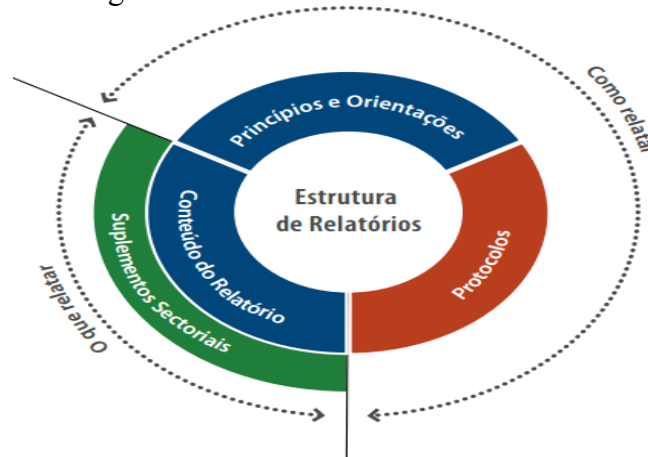 Como relatar
Princípios e Orientações
Estrutura
de Relatórios
Conteúdo do Relatório
Suplementos Sectoriais
Protocolos
O que relatar